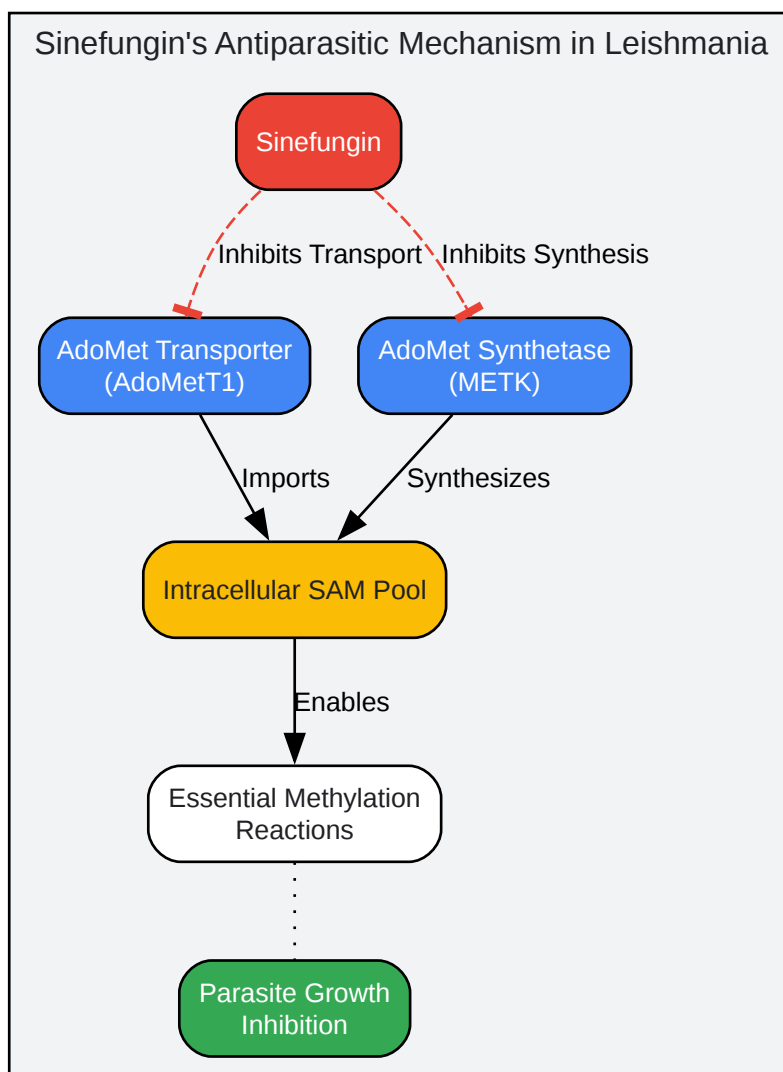 Sinefungin's Antiparasitic Mechanism in Leishmania
Sinefungin
Inhibits Transport
Inhibits Synthesis
AdoMet Transporter
(AdoMetT1)
AdoMet Synthetase
(METK)
Imports
Synthesizes
Intracellular SAM Pool
Enables
Essential Methylation
Reactions
Parasite Growth
Inhibition